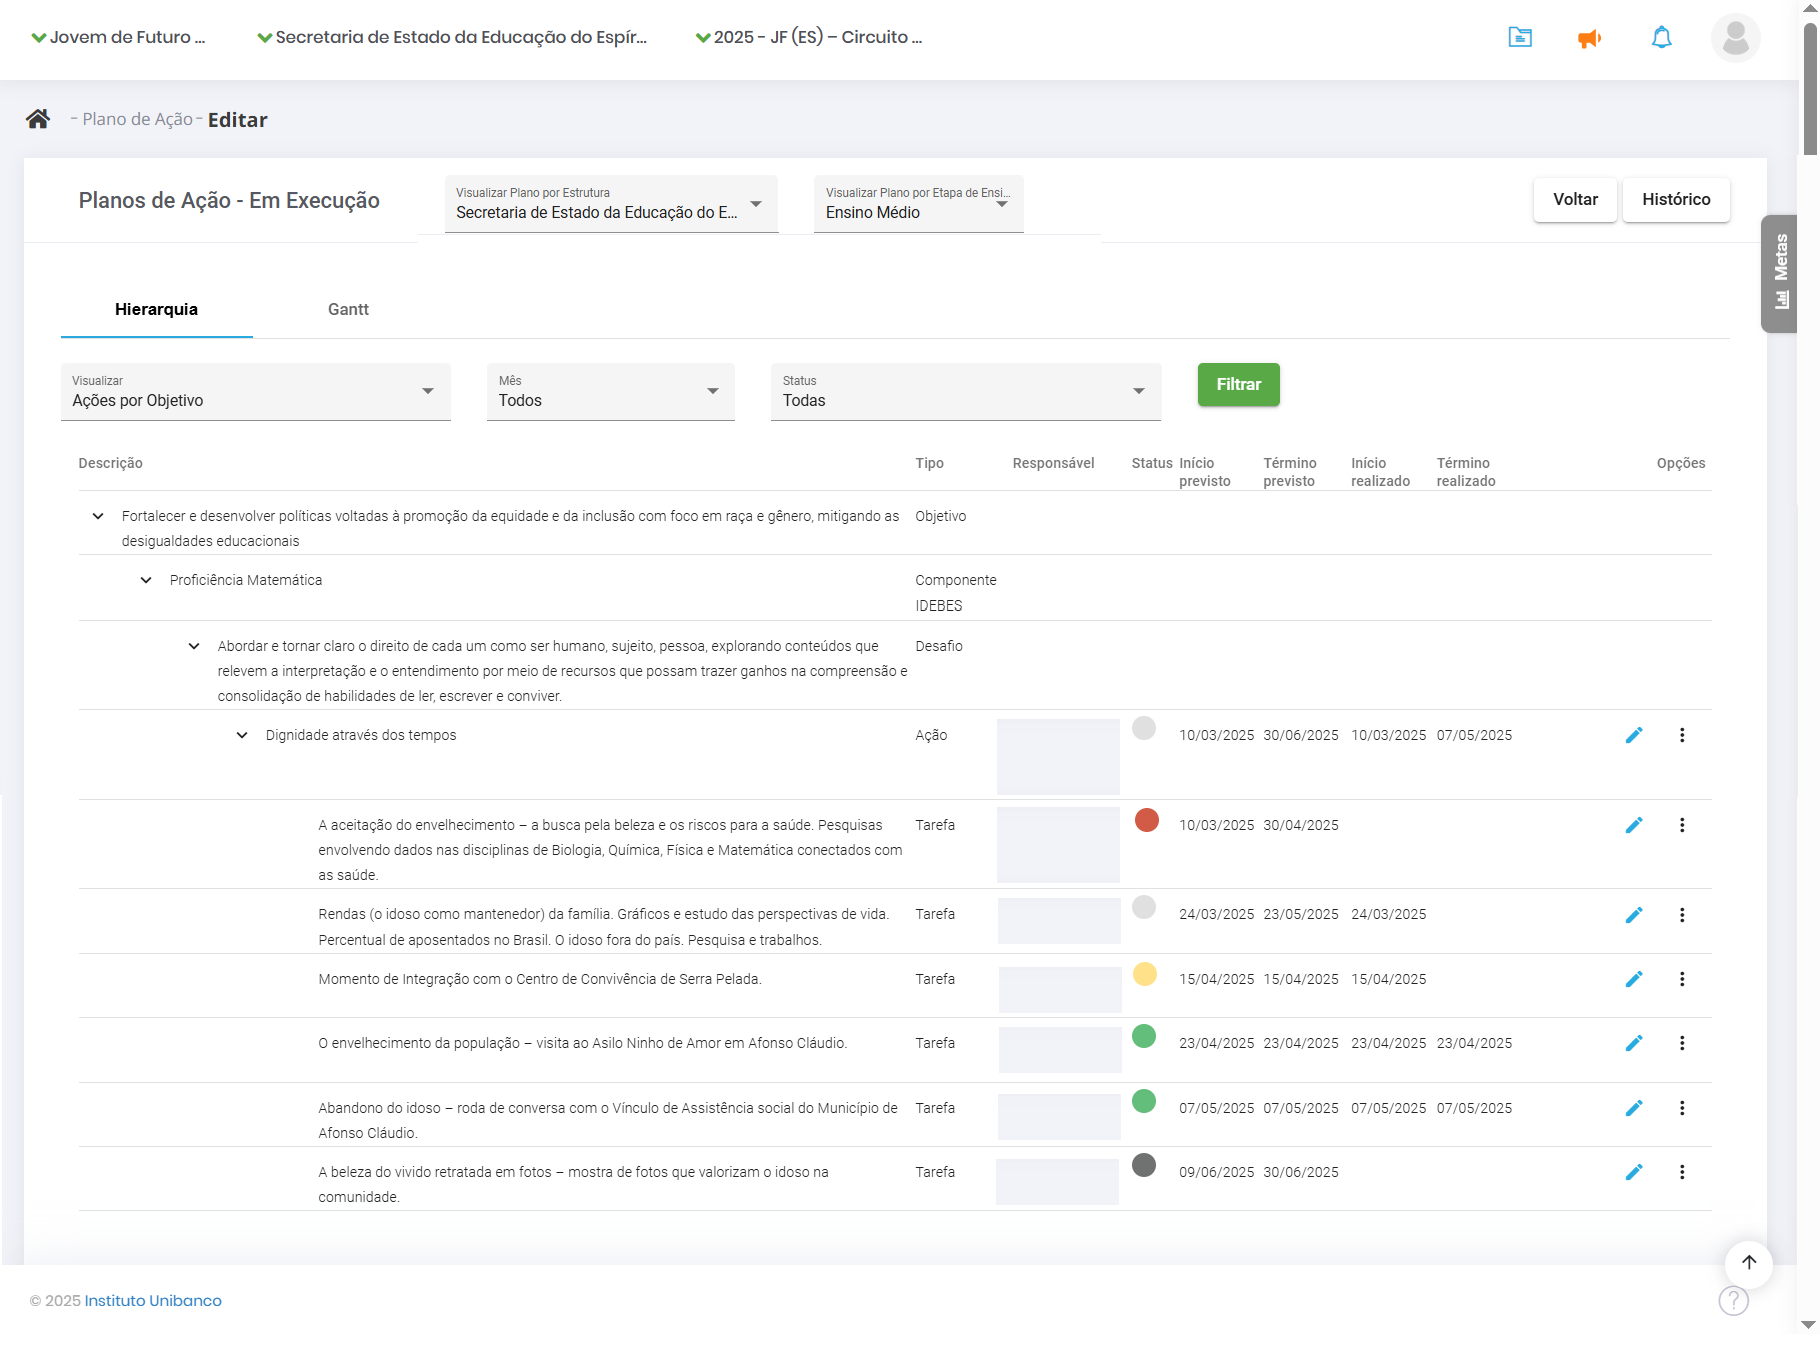 Jovem de Futuro ...
Secretaria de Estado da Educação do Espír...
2025 - JF (ES) – Circuito ...
- Plano de Ação - Editar
Planos de Ação - Em Execução
Visualizar Plano por Estrutura
Secretaria de Estado da Educação do E...
Visualizar Plano por Etapa de Ensi...
Ensino Médio
Voltar
Histórico
Metas
Hierarquia
Gantt
Visualizar
Ações por Objetivo
Mês
Todos
Status
Todas
Filtrar
Descrição Tipo Responsável Status Início previsto Término previsto Início realizado Término realizado Opções
Fortalecer e desenvolver políticas voltadas à promoção da equidade e da inclusão com foco em raça e gênero, mitigando as Objetivo
desigualdades educacionais
Proficiência Matemática Componente
IDEBES
Abordar e tornar claro o direito de cada um como ser humano, sujeito, pessoa, explorando conteúdos que Desafio
relevem a interpretação e o entendimento por meio de recursos que possam trazer ganhos na compreensão e
consolidação de habilidades de ler, escrever e conviver.
Dignidade através dos tempos Ação 10/03/2025 30/06/2025 10/03/2025 07/05/2025
A aceitação do envelhecimento – a busca pela beleza e os riscos para a saúde. Pesquisas Tarefa 10/03/2025 30/04/2025
envolvendo dados nas disciplinas de Biologia, Química, Física e Matemática conectados com
as saúde.
Rendas (o idoso como mantenedor) da família. Gráficos e estudo das perspectivas de vida. Tarefa 24/03/2025 23/05/2025 24/03/2025
Percentual de aposentados no Brasil. O idoso fora do país. Pesquisa e trabalhos.
Momento de Integração com o Centro de Convivência de Serra Pelada. Tarefa 15/04/2025 15/04/2025 15/04/2025
O envelhecimento da população – visita ao Asilo Ninho de Amor em Afonso Cláudio. Tarefa 23/04/2025 23/04/2025 23/04/2025 23/04/2025
Abandono do idoso – roda de conversa com o Vínculo de Assistência social do Município de Tarefa 07/05/2025 07/05/2025 07/05/2025 07/05/2025
Afonso Cláudio.
A beleza do vivido retratada em fotos – mostra de fotos que valorizam o idoso na Tarefa 09/06/2025 30/06/2025
comunidade.
© 2025 Instituto Unibanco
?